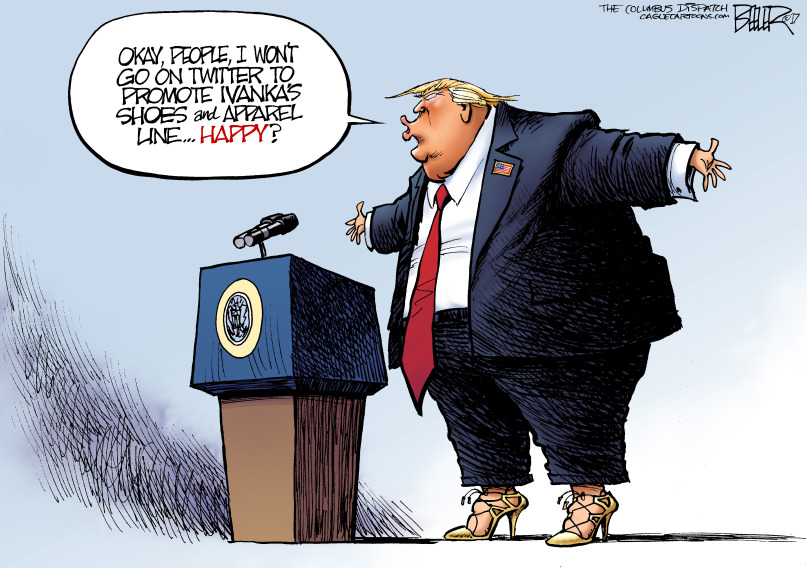 THE COLUMBUS DISPATCH
CAGLECARTOONS.COM
BEELER ©17
OKAY, PEOPLE, I WON'T
GO ON TWITTER TO
PROMOTE IVANKA'S
SHOES and APPAREL
LINE... HAPPY?